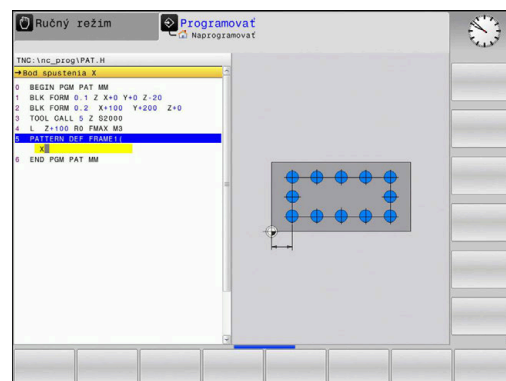 Ručný režim
Programovať
Naprogramovať
TNC:\nc_prog\PAT.H
→Bod spustenia X
0 BEGIN PGM PAT MM
1 BLK FORM 0.1 Z X+0 Y+0 Z-20
2 BLK FORM 0.2 X+100 Y+200 Z+0
3 TOOL CALL 5 Z S2000
4 L Z+100 R0 FMAX M3
5 PATTERN DEF FRAME1(
X
6 END PGM PAT MM